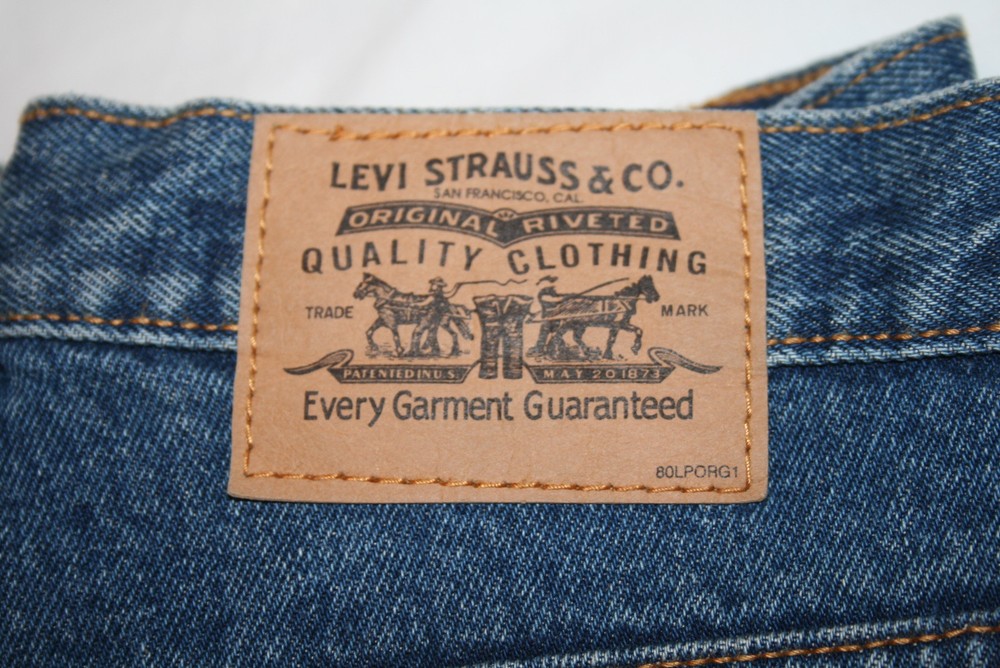 LEVI STRAUSS & CO.
SAN FRANCISCO, CAL.
ORIGINAL RIVETED
QUALITY CLOTHING
TRADE MARK
PATENTED IN U.S. MAY 20 1873
Every Garment Guaranteed
80LPORG1